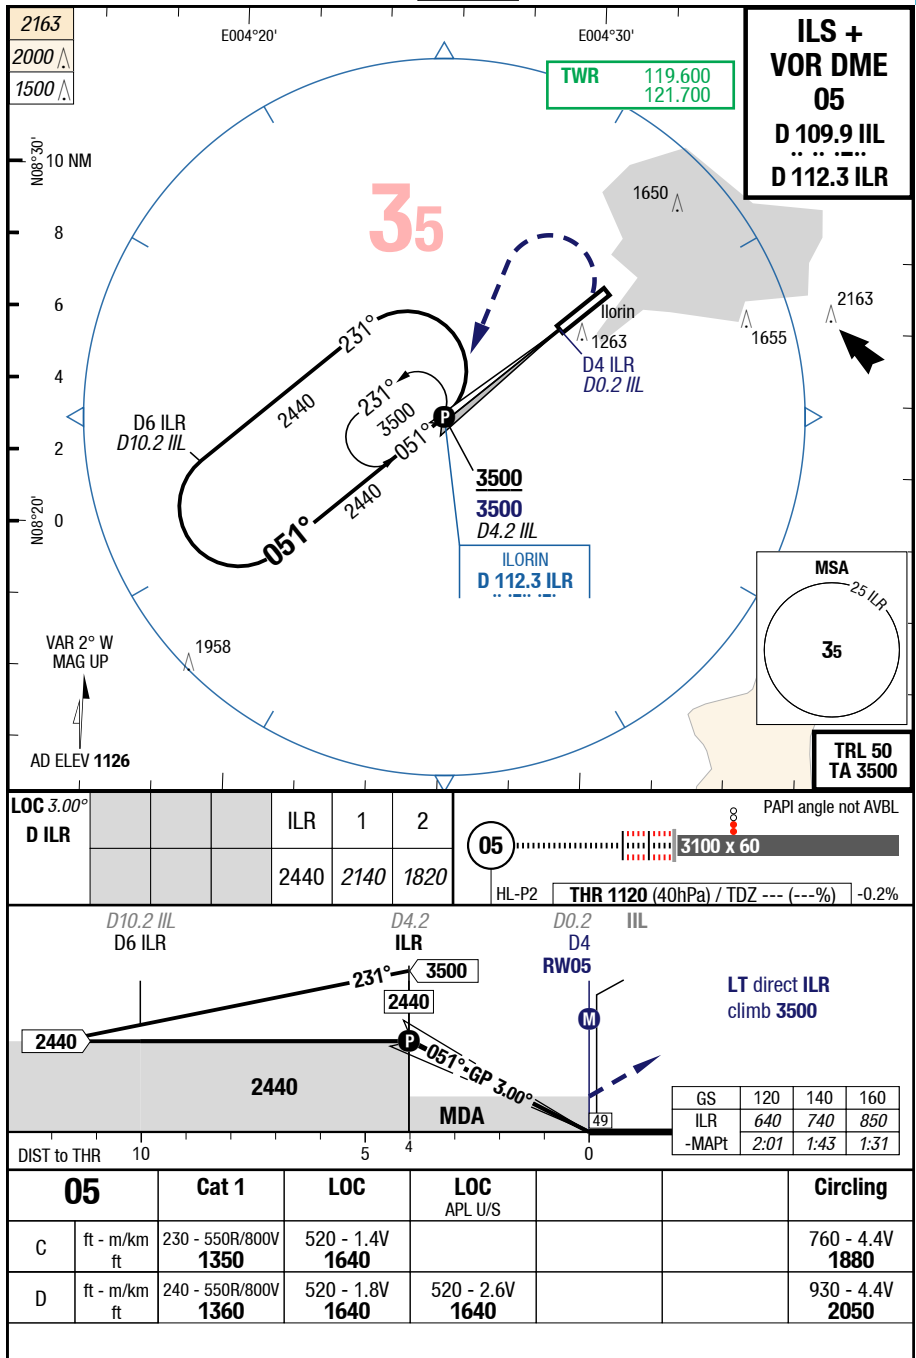 2163
2000
1500
E004°20'
E004°30'
TWR 119.600
121.700
ILS +
VOR DME
05
D 109.9 IIL
D 112.3 ILR
N08°30'
10 NM
8
6
4
2
0
N08°20'
35
1650
2163
1655
1263
Ilorin
D4 ILR
D0.2 IIL
231°
2440
231°
3500
051°
2440
051°
D6 ILR
D10.2 IIL
P
3500
3500
D4.2 IIL
ILORIN
D 112.3 ILR
1958
VAR 2° W
MAG UP
AD ELEV 1126
MSA
25 ILR
35
TRL 50
TA 3500
LOC 3.00°
D ILR
ILR 1 2
2440 2140 1820
PAPI angle not AVBL
05
3100 x 60
HL-P2
THR 1120 (40hPa) / TDZ --- (---%)
-0.2%
D10.2 IIL D4.2 D0.2 IIL
D6 ILR ILR D4
RW05
231°
3500
2440
2440
P
051°·GP 3.00°
M
LT direct ILR
climb 3500
2440
MDA
49
DIST to THR 10 5 4 0
GS 120 140 160
ILR 640 740 850
-MAPt 2:01 1:43 1:31
05 Cat 1 LOC LOC Circling
APL U/S
C ft - m/km 230 - 550R/800V 520 - 1.4V 760 - 4.4V
ft 1350 1640 1880
D ft - m/km 240 - 550R/800V 520 - 1.8V 520 - 2.6V 930 - 4.4V
ft 1360 1640 1640 2050